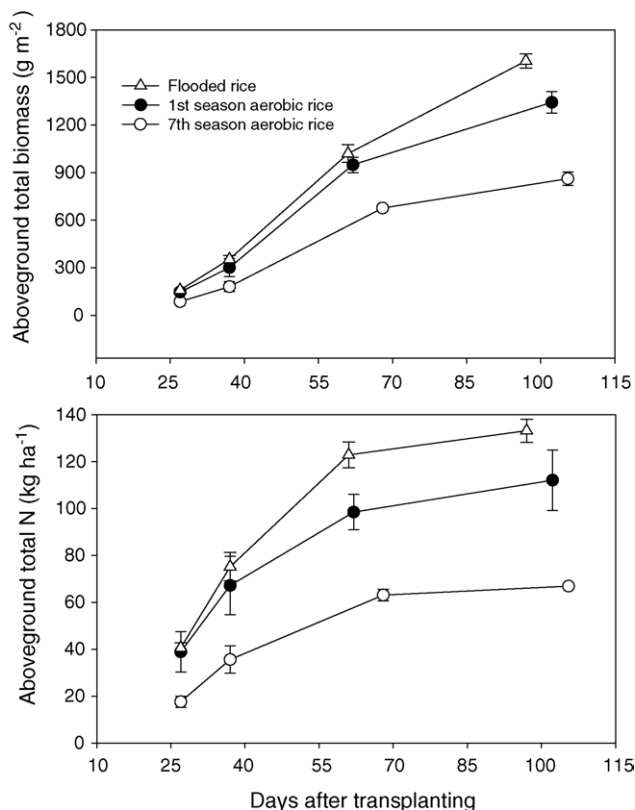 Aboveground total biomass (g m⁻²)
1800
1500
1200
900
600
300
0
Flooded rice
1st season aerobic rice
7th season aerobic rice
10 25 40 55 70 85 100 115
Aboveground total N (kg ha⁻¹)
140
120
100
80
60
40
20
0
10 25 40 55 70 85 100 115
Days after transplanting